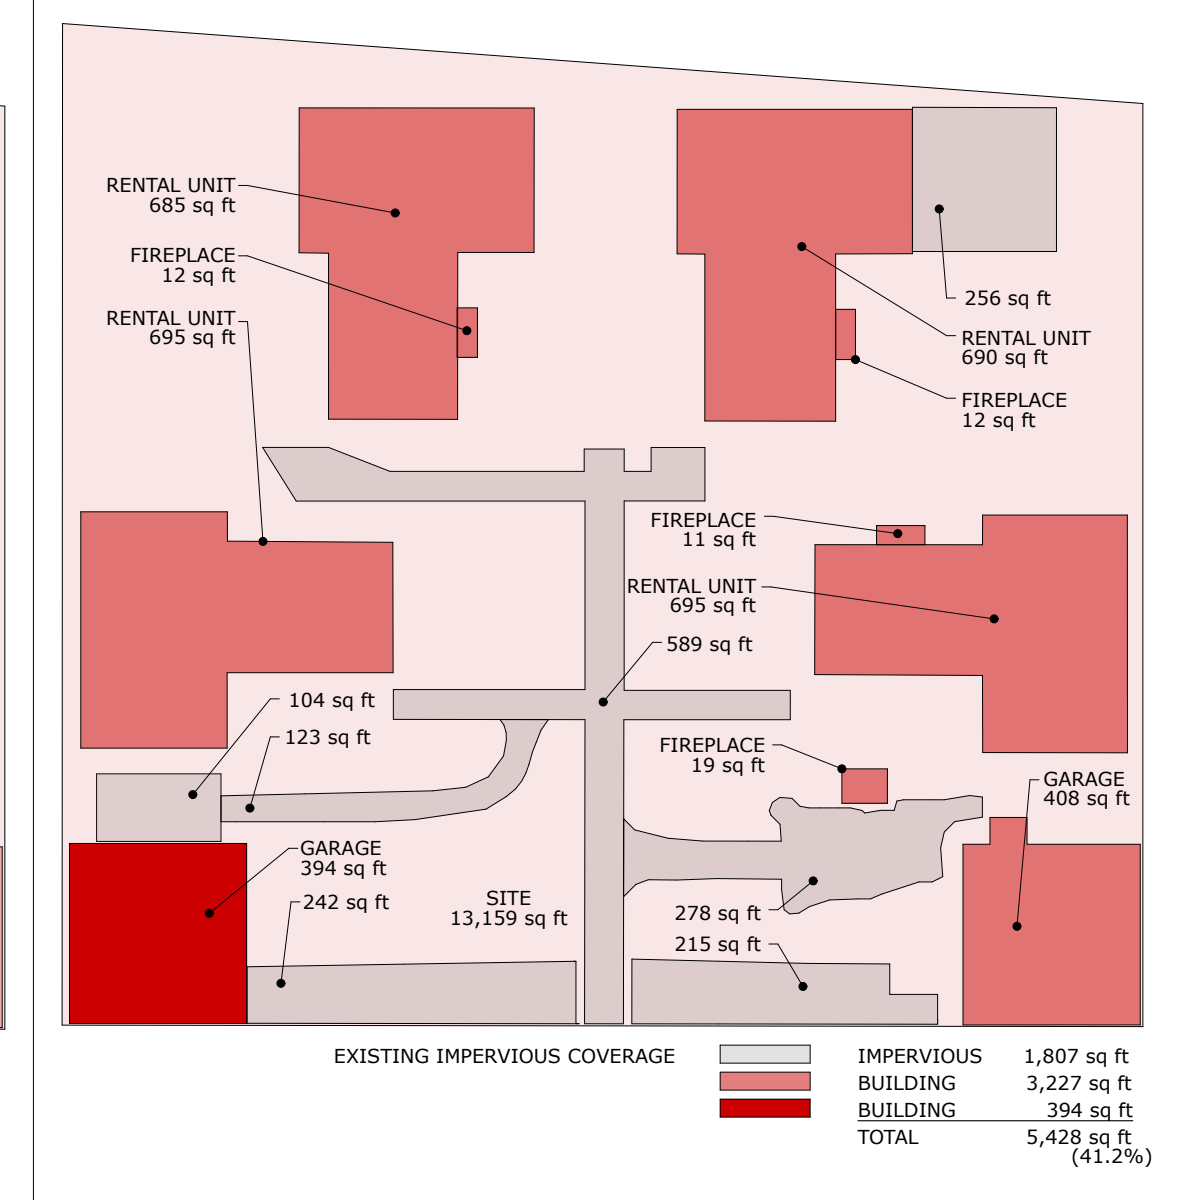 RENTAL UNIT
685 sq ft
FIREPLACE
12 sq ft
RENTAL UNIT
695 sq ft
256 sq ft
RENTAL UNIT
690 sq ft
FIREPLACE
12 sq ft
FIREPLACE
11 sq ft
RENTAL UNIT
695 sq ft
589 sq ft
104 sq ft
123 sq ft
FIREPLACE
19 sq ft
GARAGE
408 sq ft
GARAGE
394 sq ft
242 sq ft
SITE
13,159 sq ft
278 sq ft
215 sq ft
EXISTING IMPERVIOUS COVERAGE
IMPERVIOUS 1,807 sq ft
BUILDING 3,227 sq ft
BUILDING 394 sq ft
TOTAL 5,428 sq ft
(41.2%)